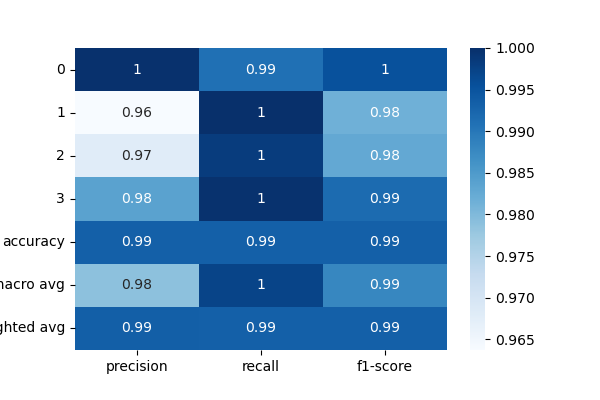 0 1 0.99 1
1 0.96 1 0.98
2 0.97 1 0.98
3 0.98 1 0.99
accuracy 0.99 0.99 0.99
nacro avg 0.98 1 0.99
ghted avg 0.99 0.99 0.99
precision recall f1-score
1.000
0.995
0.990
0.985
0.980
0.975
0.970
0.965